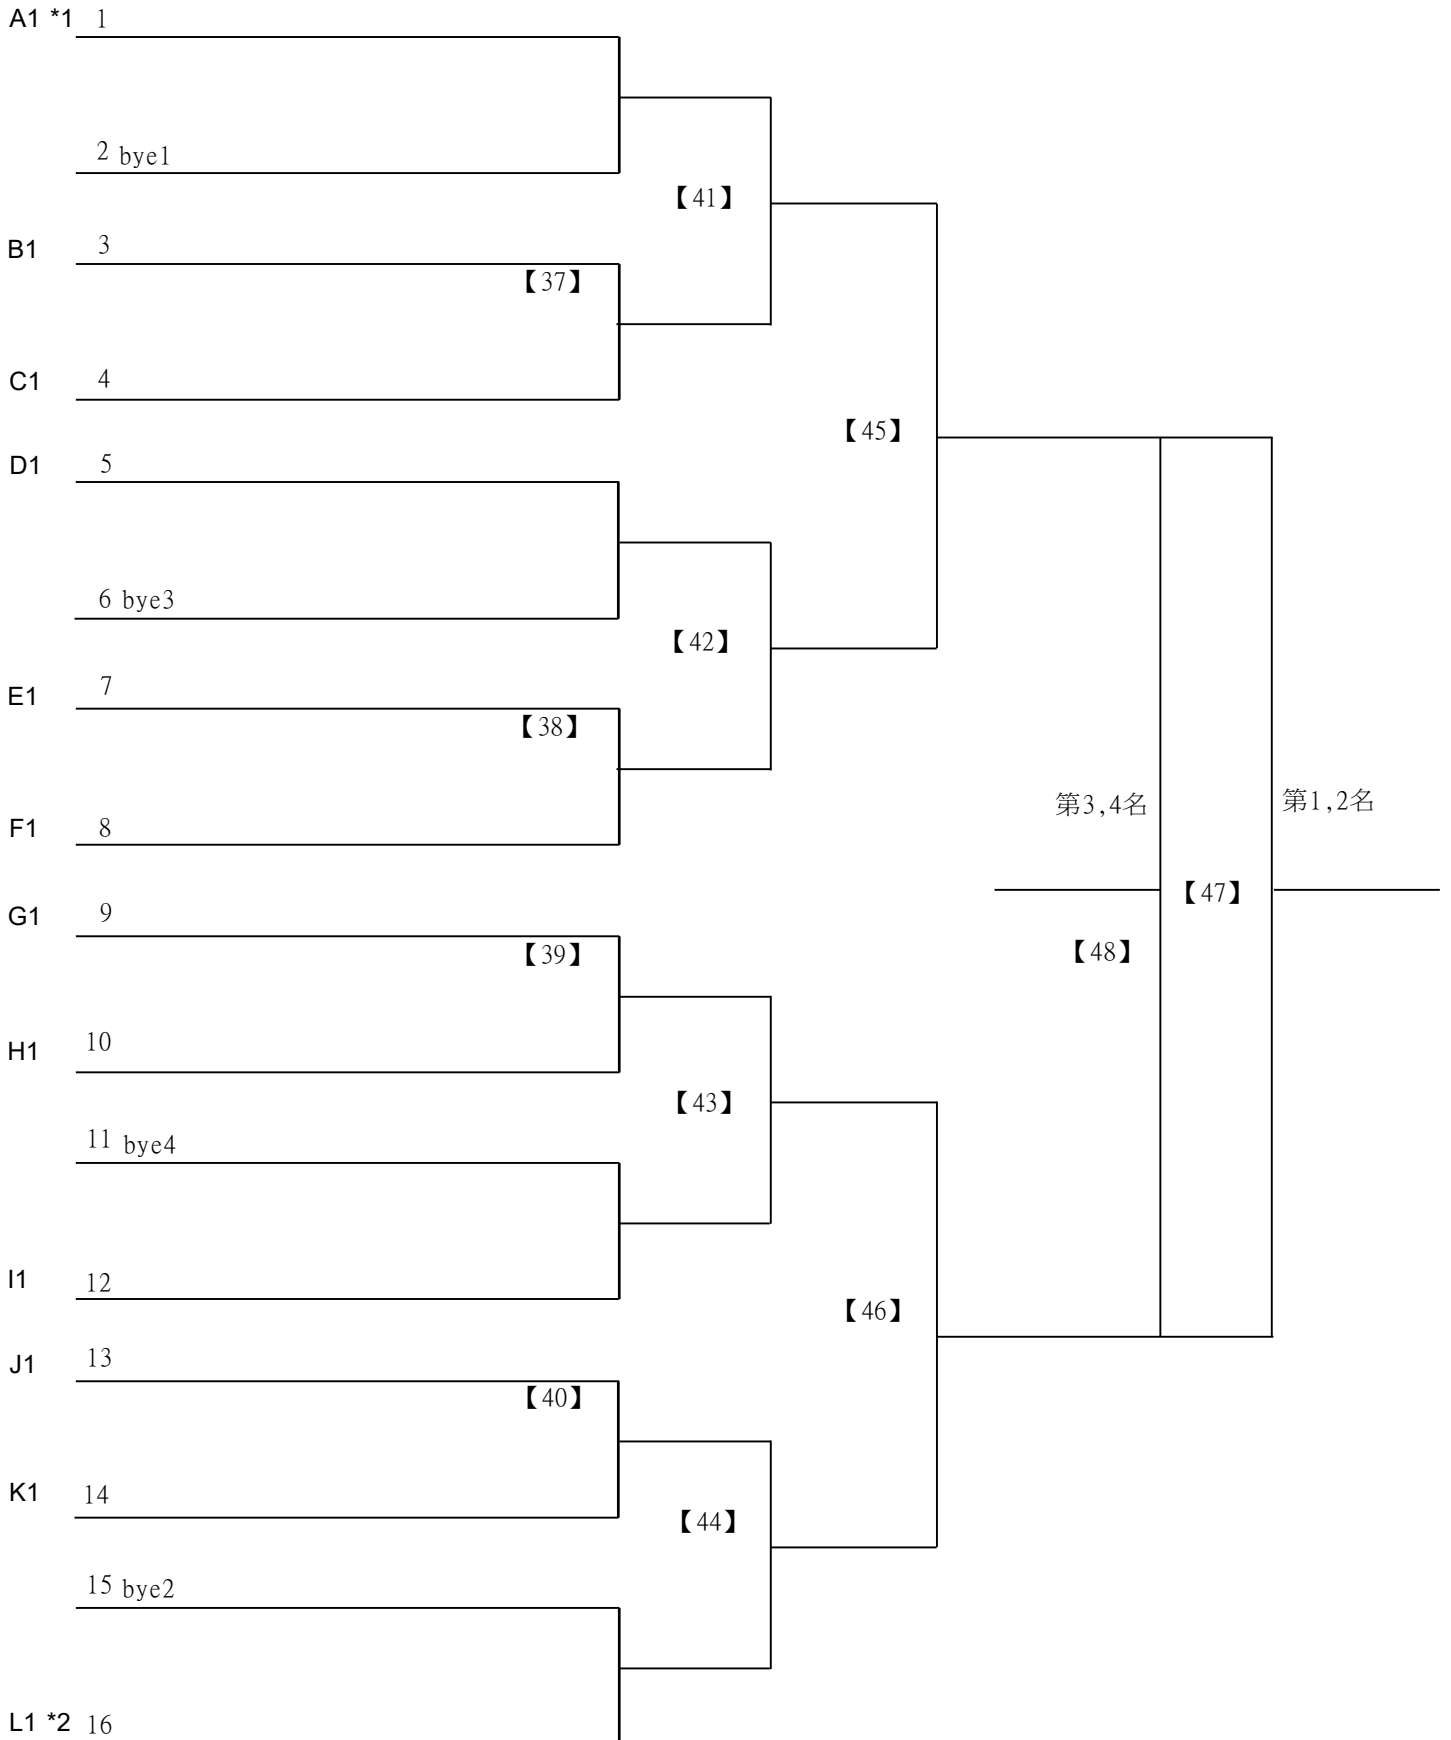 A1 *1 1
2 bye1
【41】
B1 3
【37】
C1 4
【45】
D1 5
6 bye3
【42】
E1 7
【38】
第3,4名 第1,2名
F1 8
【47】
G1 9
【39】
【48】
H1 10
【43】
11 bye4
I1 12
【46】
J1 13
【40】
K1 14
【44】
15 bye2
L1 *2 16